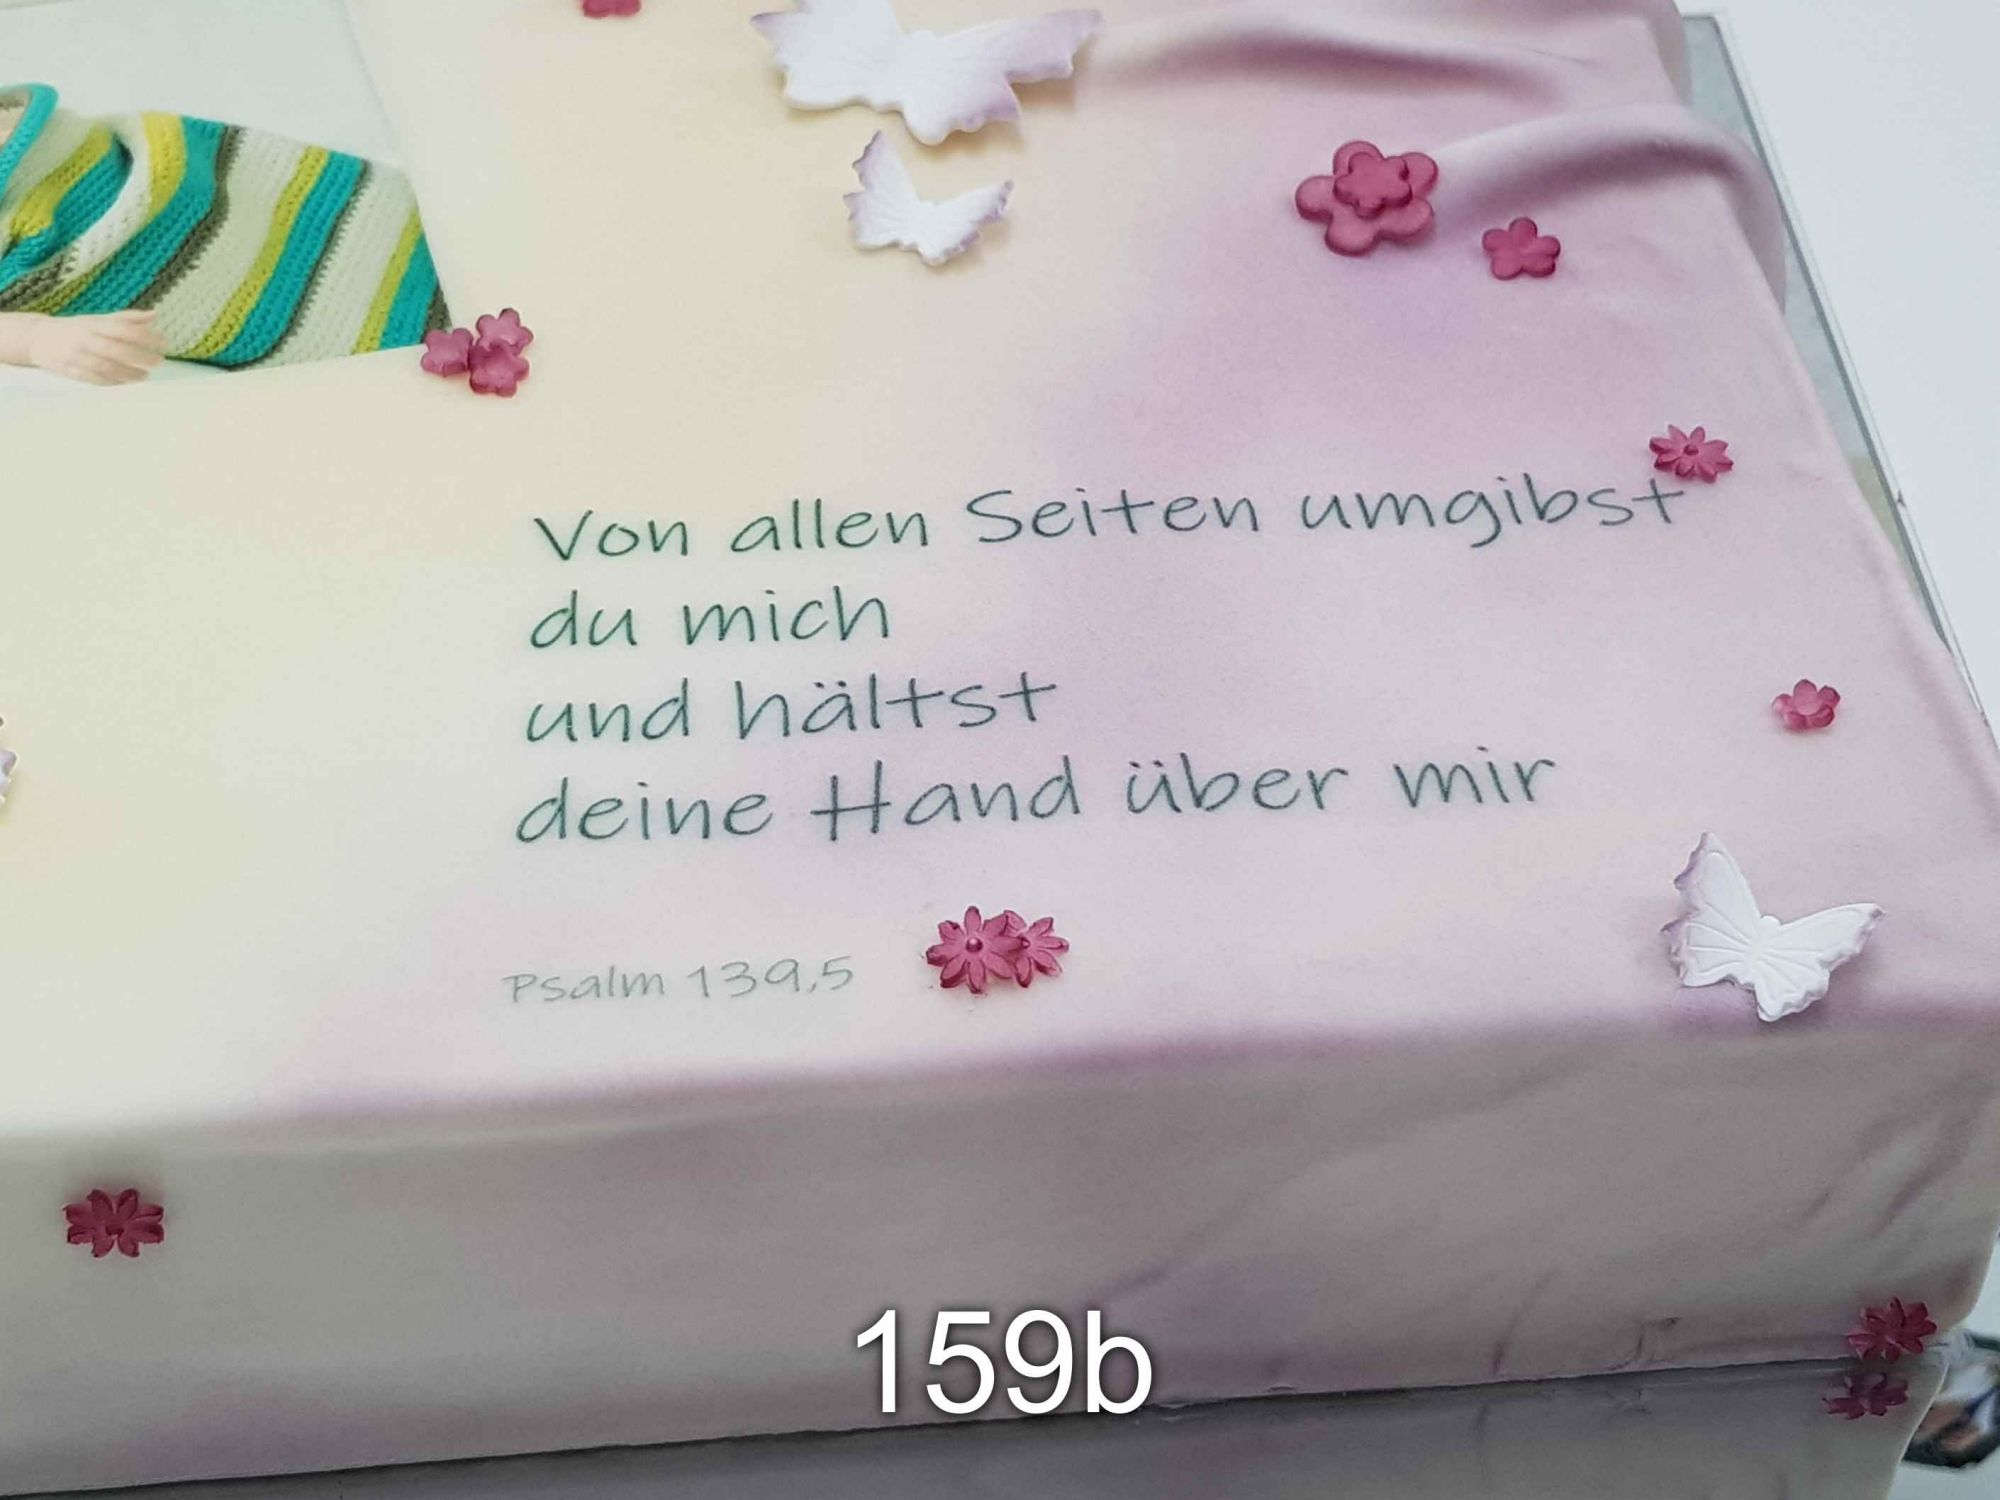 Von allen Seiten umgibst
du mich
und hältst
deine Hand über mir
Psalm 139,5
159b